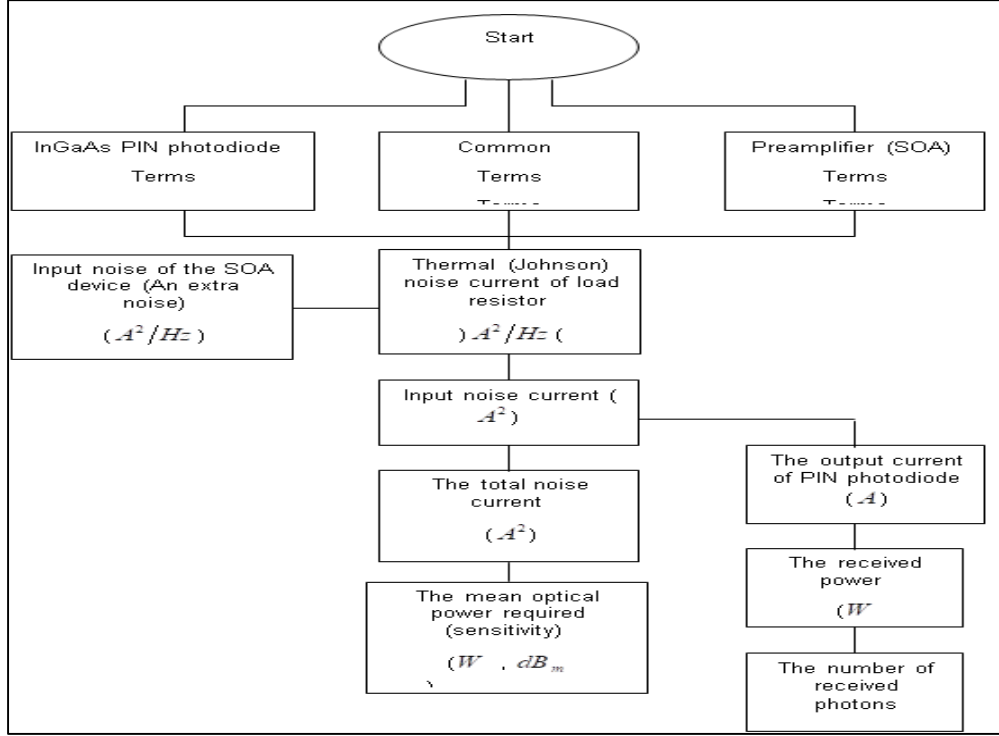 Start
InGaAs PIN photodiode
Terms
Common
Terms
Terms
Preamplifier (SOA)
Terms
Terms
Input noise of the SOA
device (An extra
noise)
( A²/Hz )
Thermal (Johnson)
noise current of load
resistor
) A²/Hz (
Input noise current (
A² )
The output current
of PIN photodiode
( A )
The total noise
current
( A² )
The received
power
(W
The mean optical
power required
(sensitivity)
(W , dBm
)
The number of
received
photons